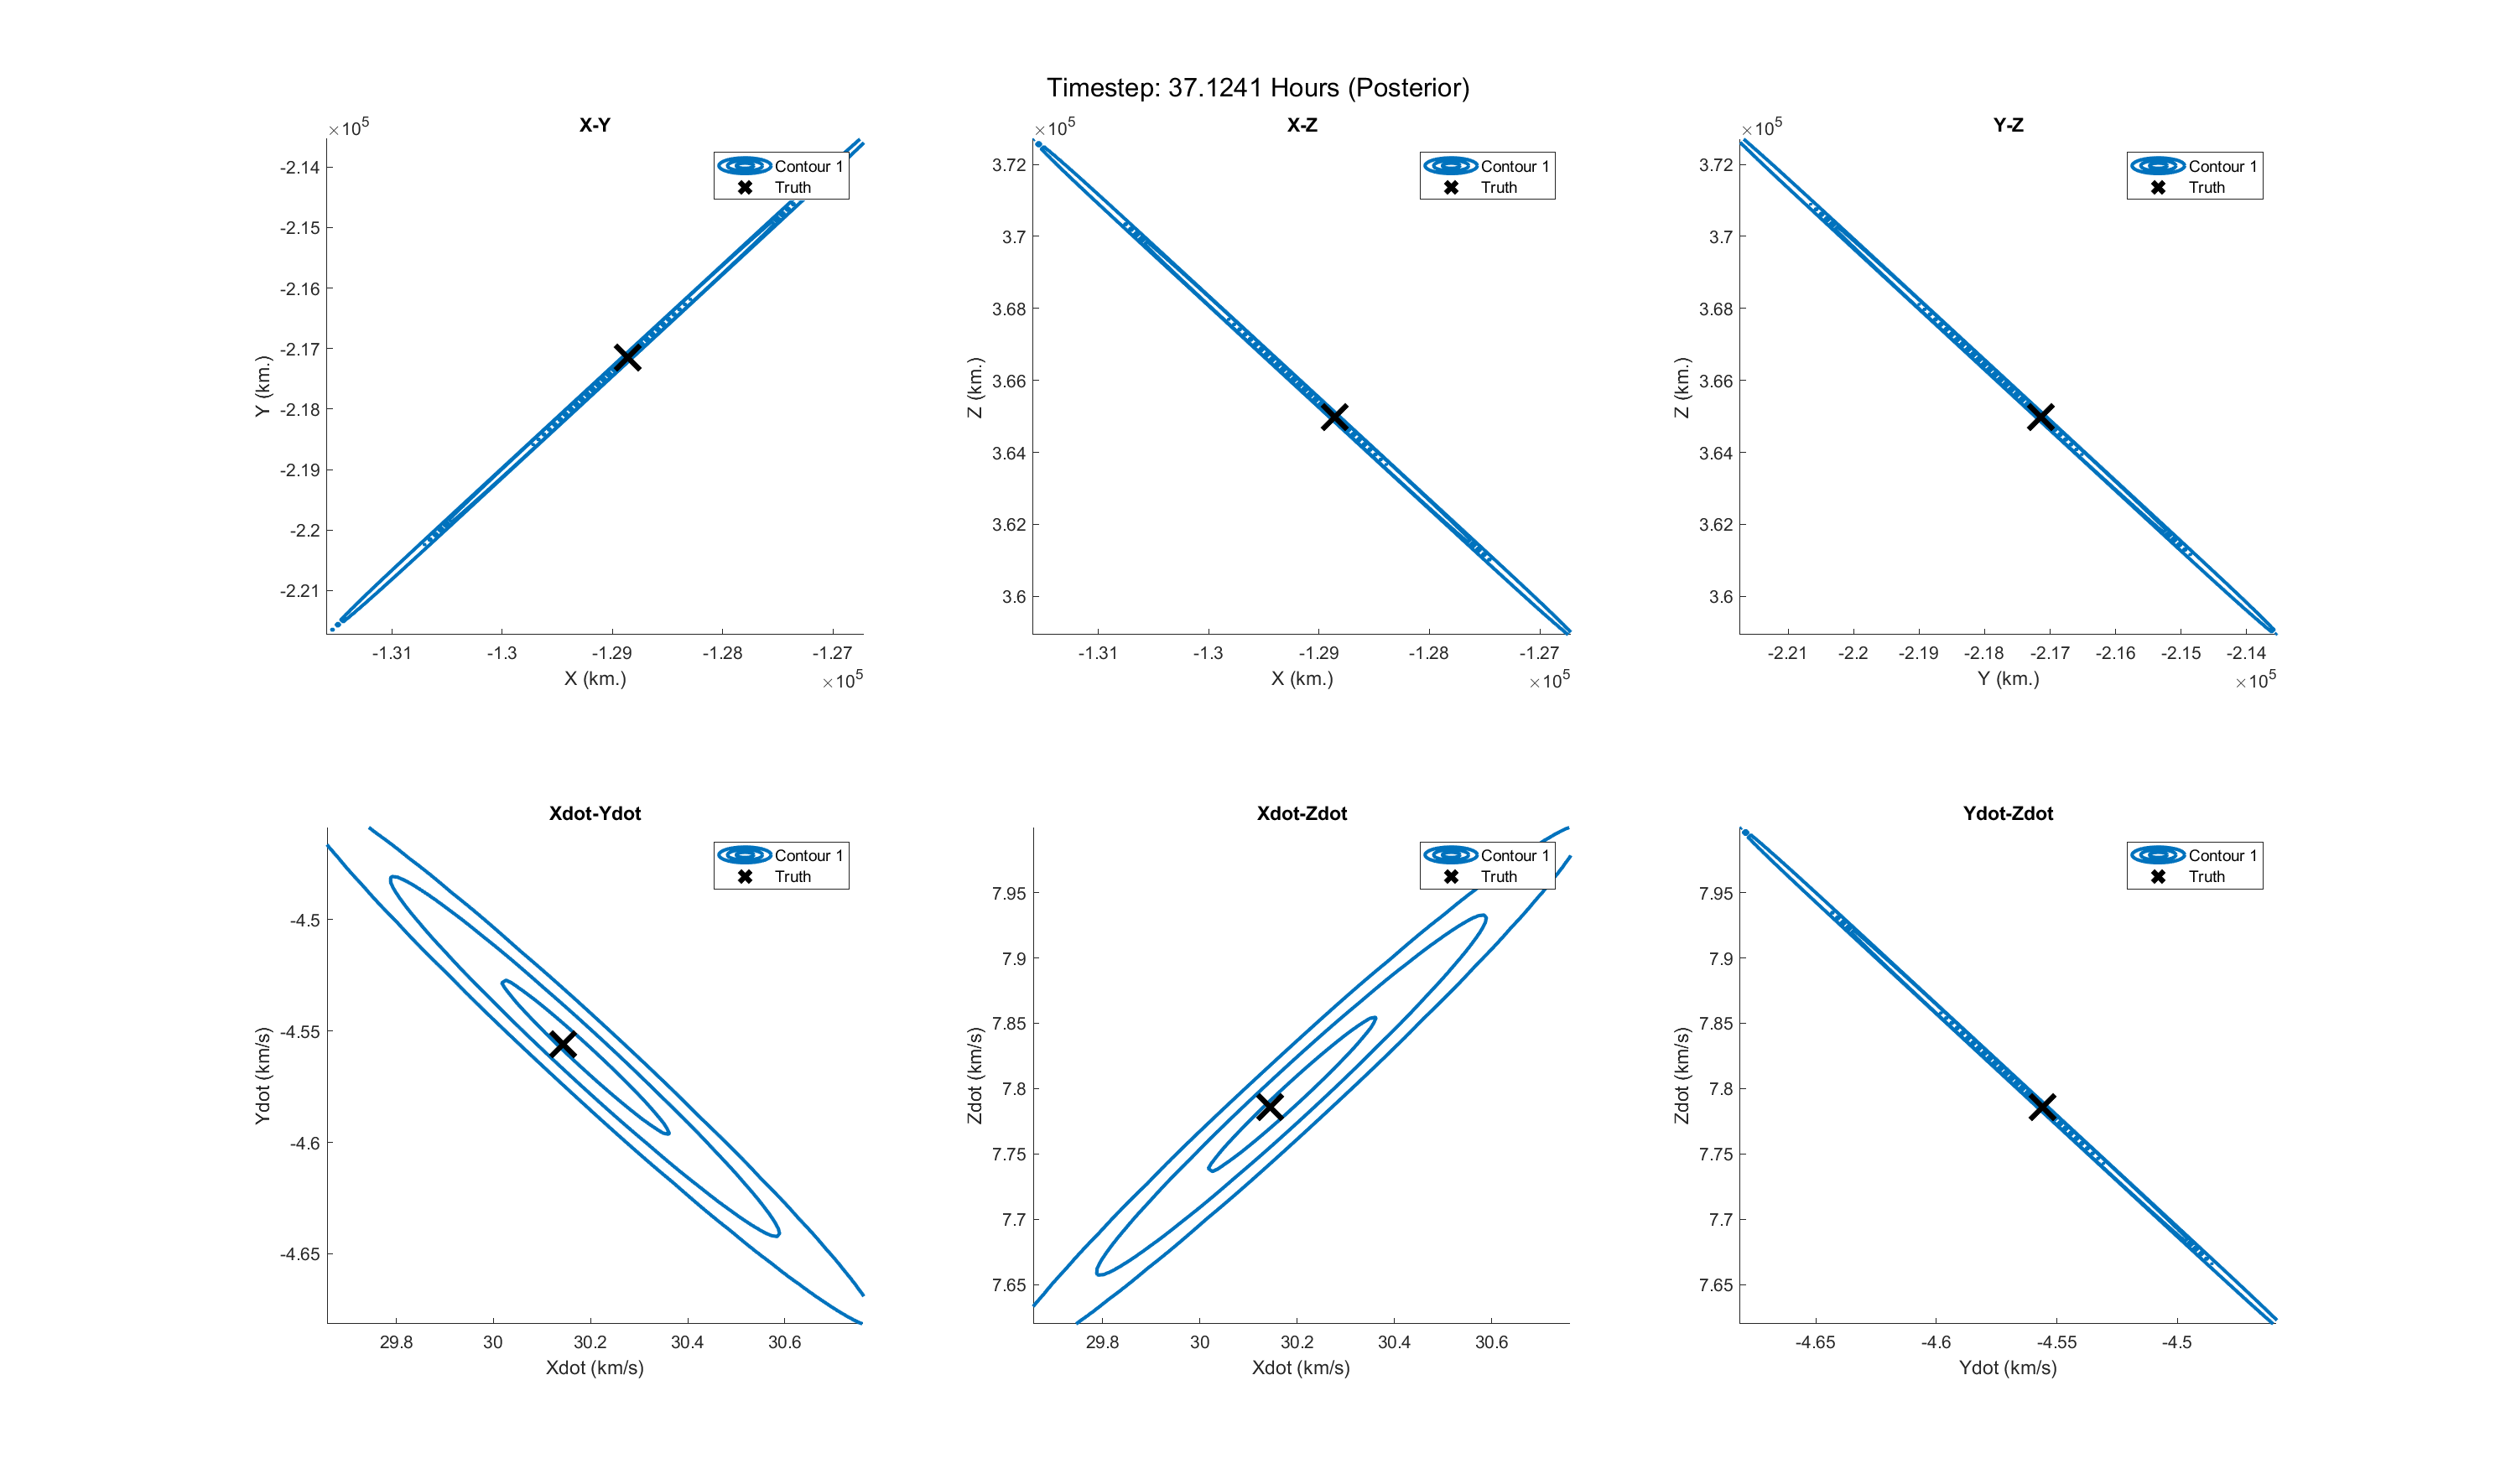 Timestep: 37.1241 Hours (Posterior)
X-Y
×10^5
-2.14
-2.15
-2.16
-2.17
-2.18
-2.19
-2.2
-2.21
Y (km.)
-1.31 -1.3 -1.29 -1.28 -1.27
X (km.)
×10^5
Contour 1
Truth
X-Z
×10^5
3.72
3.7
3.68
3.66
3.64
3.62
3.6
Z (km.)
-1.31 -1.3 -1.29 -1.28 -1.27
X (km.)
×10^5
Contour 1
Truth
Y-Z
×10^5
3.72
3.7
3.68
3.66
3.64
3.62
3.6
Z (km.)
-2.21 -2.2 -2.19 -2.18 -2.17 -2.16 -2.15 -2.14
Y (km.)
×10^5
Contour 1
Truth
Xdot-Ydot
-4.5
-4.55
-4.6
-4.65
Ydot (km/s)
29.8 30 30.2 30.4 30.6
Xdot (km/s)
Contour 1
Truth
Xdot-Zdot
7.95
7.9
7.85
7.8
7.75
7.7
7.65
Zdot (km/s)
29.8 30 30.2 30.4 30.6
Xdot (km/s)
Contour 1
Truth
Ydot-Zdot
7.95
7.9
7.85
7.8
7.75
7.7
7.65
Zdot (km/s)
-4.65 -4.6 -4.55 -4.5
Ydot (km/s)
Contour 1
Truth